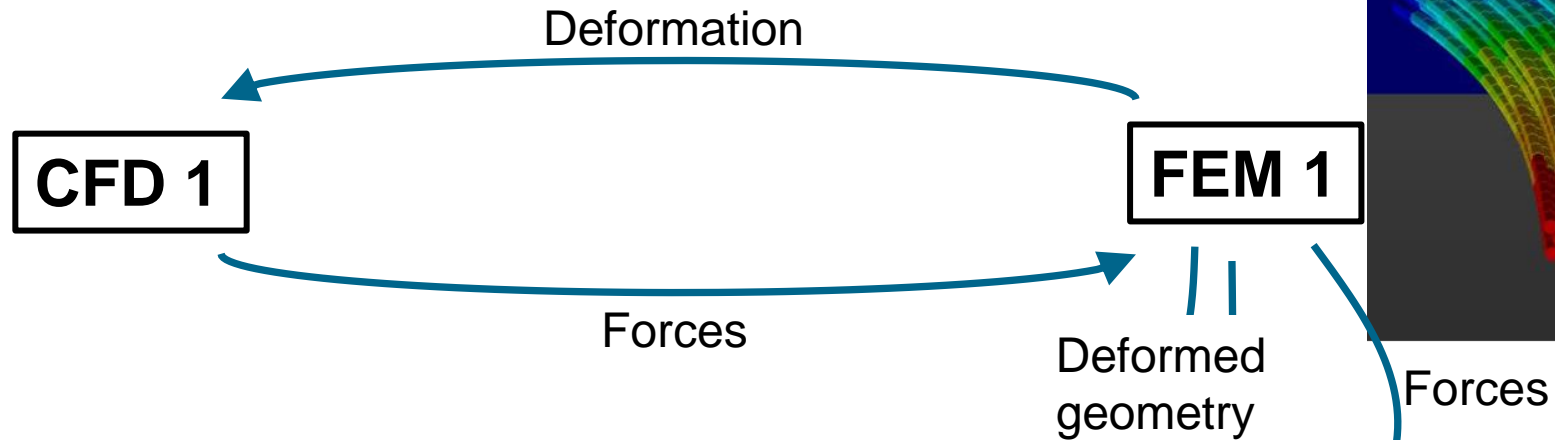 Deformation
CFD 1
FEM 1
Forces
Deformed
geometry
Forces